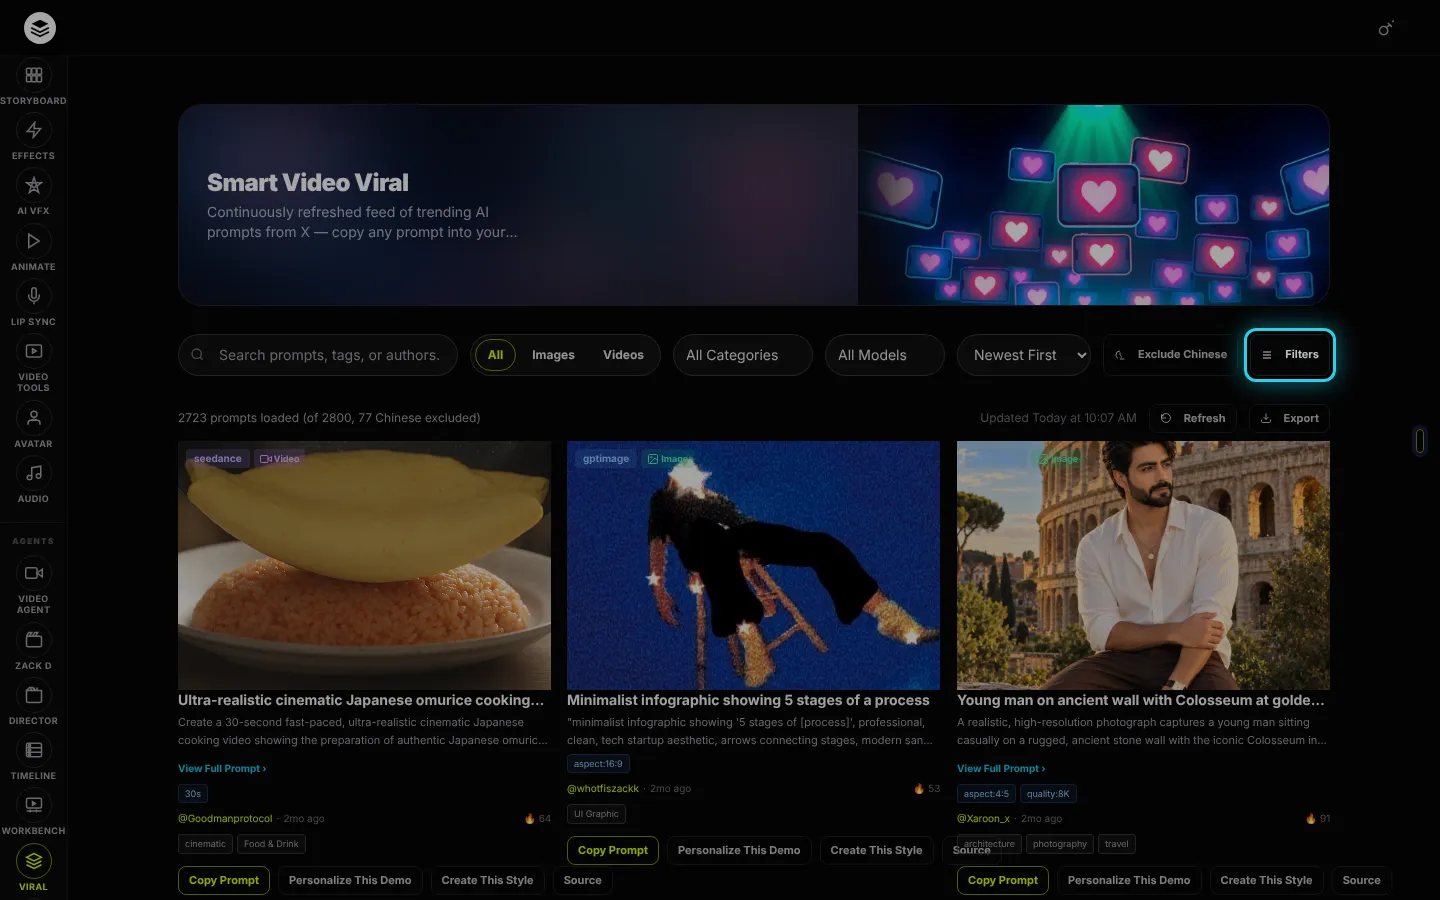 STORYBOARD
EFFECTS
AI VFX
ANIMATE
LIP SYNC
VIDEO
TOOLS
AVATAR
AUDIO
AGENTS
VIDEO
AGENT
ZACK D
DIRECTOR
TIMELINE
WORKBENCH
VIRAL
Smart Video Viral
Continuously refreshed feed of trending AI
prompts from X — copy any prompt into your...
Search prompts, tags, or authors.
All Images Videos
All Categories
All Models
Newest First
Exclude Chinese
Filters
2723 prompts loaded (of 2800, 77 Chinese excluded)
Updated Today at 10:07 AM
Refresh
Export
seedance Video
Ultra-realistic cinematic Japanese omurice cooking...
Create a 30-second fast-paced, ultra-realistic cinematic Japanese
cooking video showing the preparation of authentic Japanese omuric...
View Full Prompt ›
30s
@Goodmanprotocol · 2mo ago 🔥 64
cinematic Food & Drink
Copy Prompt Personalize This Demo Create This Style Source
gptimage Image
Minimalist infographic showing 5 stages of a process
"minimalist infographic showing '5 stages of [process]', professional,
clean, tech startup aesthetic, arrows connecting stages, modern san...
aspect:16:9
@whotfiszackk · 2mo ago 🔥 53
UI Graphic
Copy Prompt Personalize This Demo Create This Style Source
Image
Young man on ancient wall with Colosseum at golde...
A realistic, high-resolution photograph captures a young man sitting
casually on a rugged, ancient stone wall with the iconic Colosseum in...
View Full Prompt ›
aspect:4:5 quality:8K
@Xaroon_x · 2mo ago 🔥 91
architecture photography travel
Copy Prompt Personalize This Demo Create This Style Source